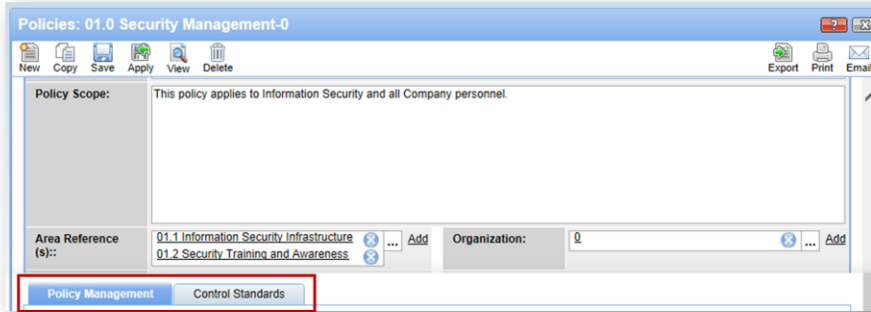 Policies: 01.0 Security Management-0
?
New Copy Save Apply View Delete Export Print Email
Policy Scope: This policy applies to Information Security and all Company personnel.
Area Reference (s):: 01.1 Information Security Infrastructure ... Add Organization: 0 ... Add
01.2 Security Training and Awareness
Policy Management Control Standards